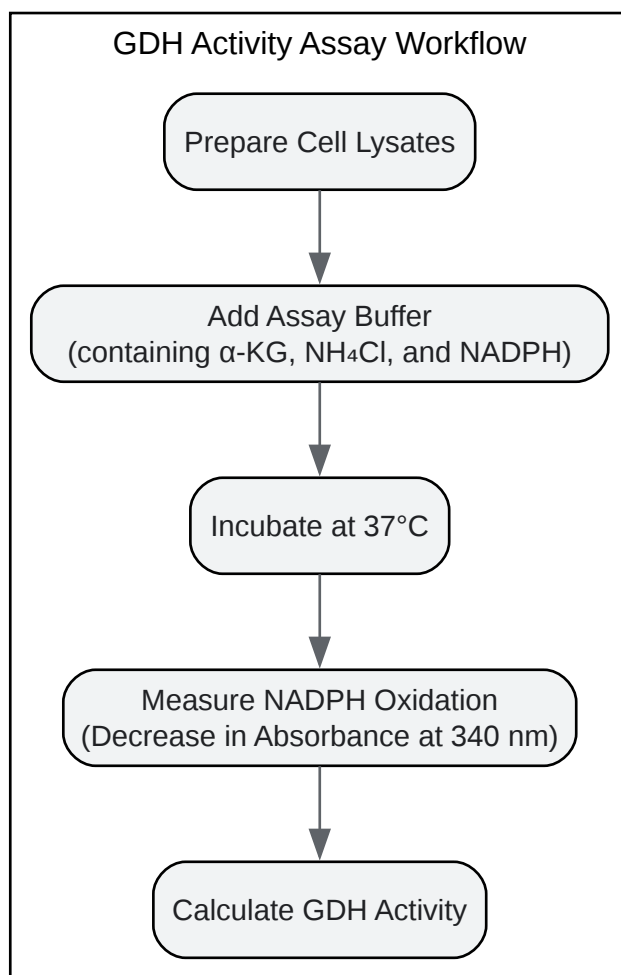 GDH Activity Assay Workflow
Prepare Cell Lysates
Add Assay Buffer
(containing α-KG, NH₄Cl, and NADPH)
Incubate at 37°C
Measure NADPH Oxidation
(Decrease in Absorbance at 340 nm)
Calculate GDH Activity